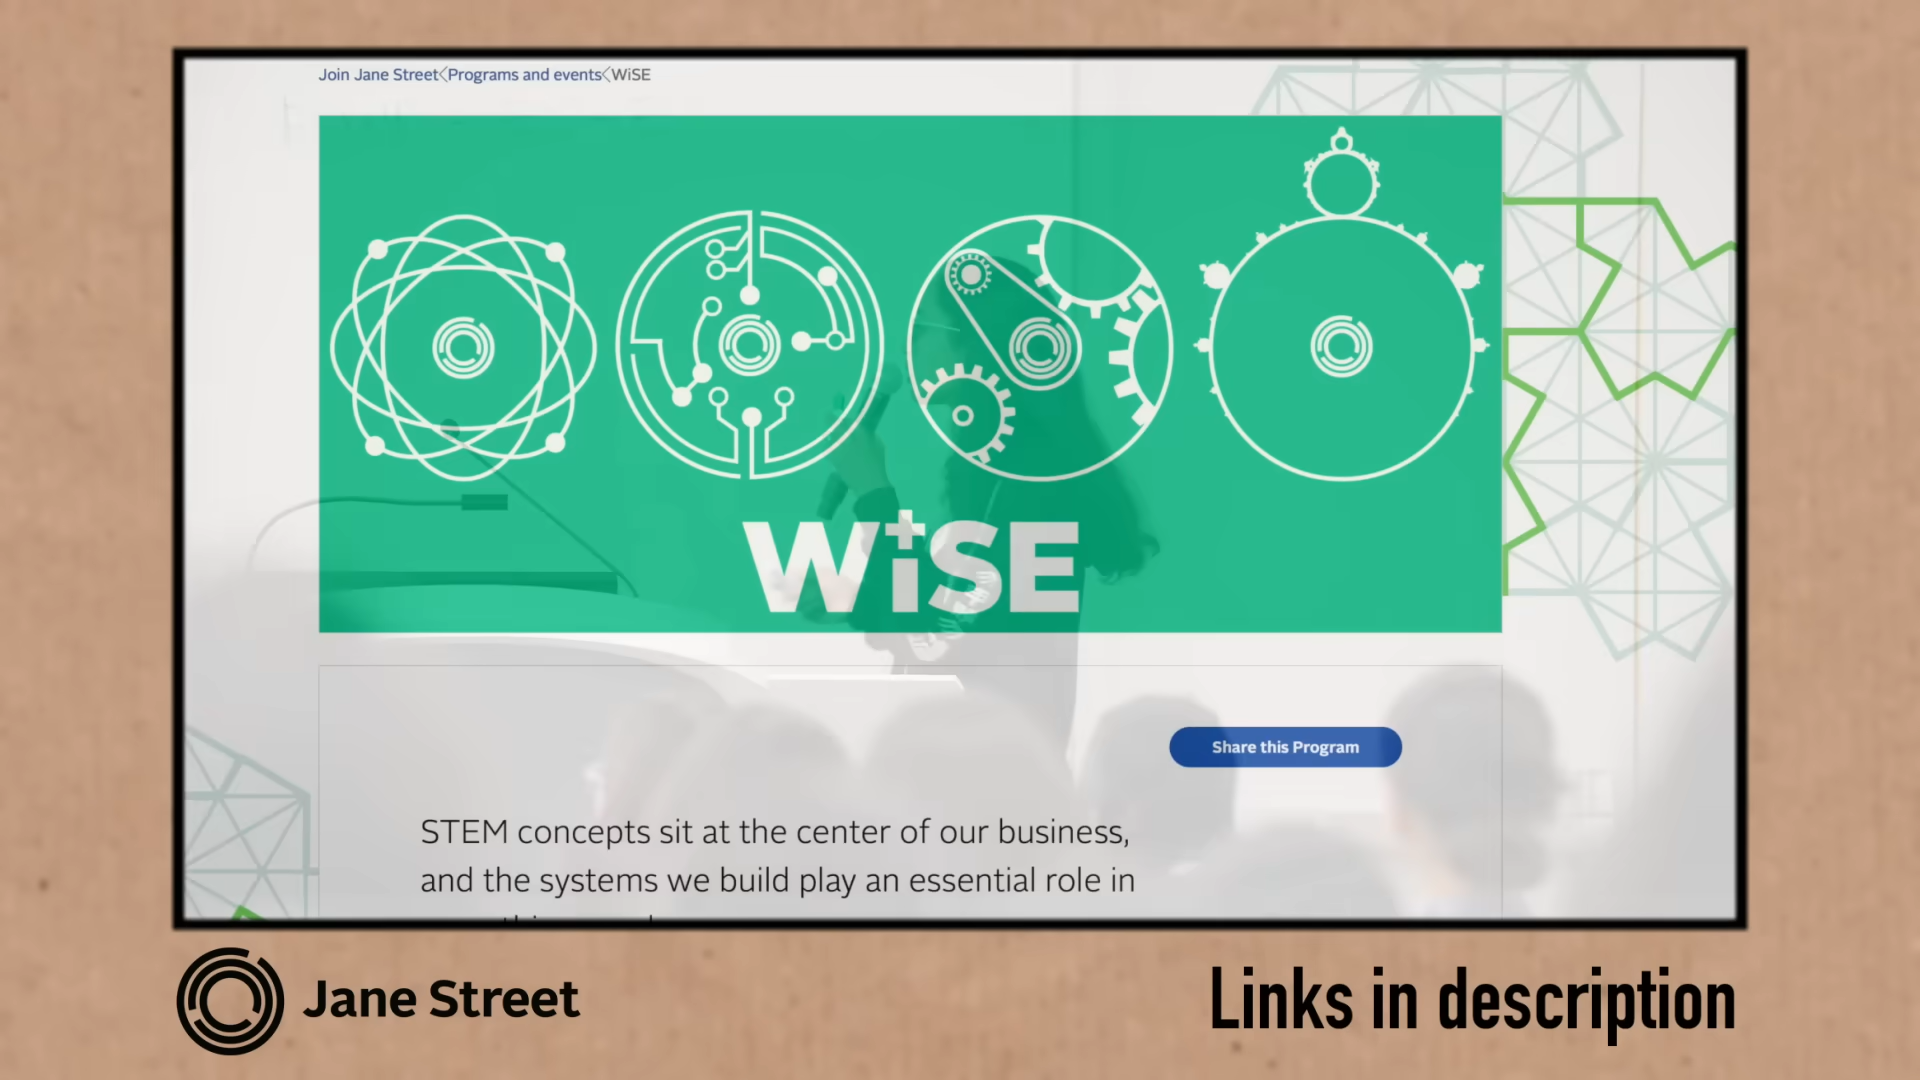 Join Jane Street<Programs and events<WiSE
WiSE
Share this Program
STEM concepts sit at the center of our business,
and the systems we build play an essential role in
Jane Street
Links in description